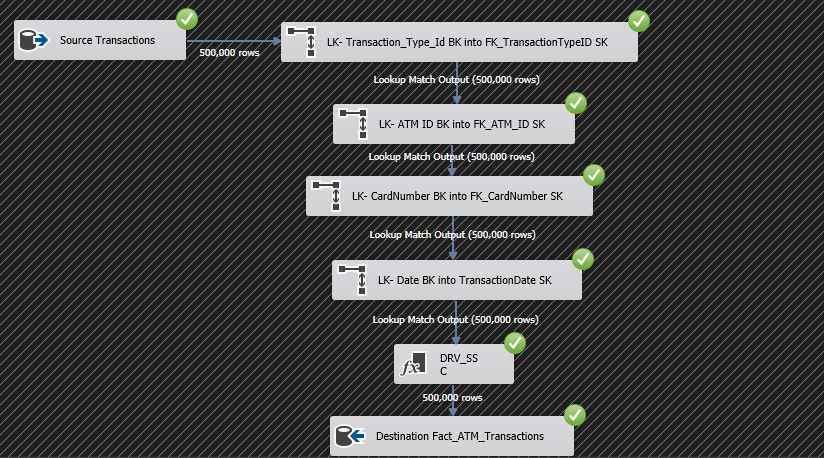 Source Transactions
500,000 rows
LK- Transaction_Type_Id BK into FK_TransactionTypeID SK
Lookup Match Output (500,000 rows)
LK- ATM ID BK into FK_ATM_ID SK
Lookup Match Output (500,000 rows)
LK- CardNumber BK into FK_CardNumber SK
Lookup Match Output (500,000 rows)
LK- Date BK into TransactionDate SK
Lookup Match Output (500,000 rows)
fx
DRV_SS
C
500,000 rows
Destination Fact_ATM_Transactions